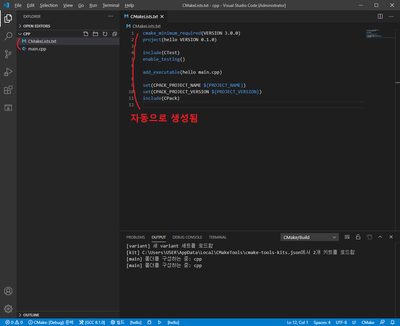 File Edit Selection View Go Run Terminal Help
CMakeLists.txt - cpp - Visual Studio Code [Administrator]
EXPLORER
OPEN EDITORS
CPP
CMakeLists.txt
main.cpp
OUTLINE
CMakeLists.txt
CMakeLists.txt
1 cmake_minimum_required(VERSION 3.0.0)
2 project(hello VERSION 0.1.0)
3
4 include(CTest)
5 enable_testing()
6
7 add_executable(hello main.cpp)
8
9 set(CPACK_PROJECT_NAME ${PROJECT_NAME})
10 set(CPACK_PROJECT_VERSION ${PROJECT_VERSION})
11 include(CPack)
12
자동으로 생성됨
PROBLEMS OUTPUT DEBUG CONSOLE TERMINAL
CMake/Build
[variant] 새 variant 세트를 로드함
[kit] C:\Users\USER\AppData\Local\CMakeTools\cmake-tools-kits.json에서 2개 키트를 로드함
[main] 폴더를 구성하는 중: cpp
[main] 폴더를 구성하는 중: cpp
0 0 CMake: [Debug]: 준비 [GCC 8.1.0] 빌드 [hello] [hello]
Ln 12, Col 1 Spaces: 4 UTF-8 LF CMake